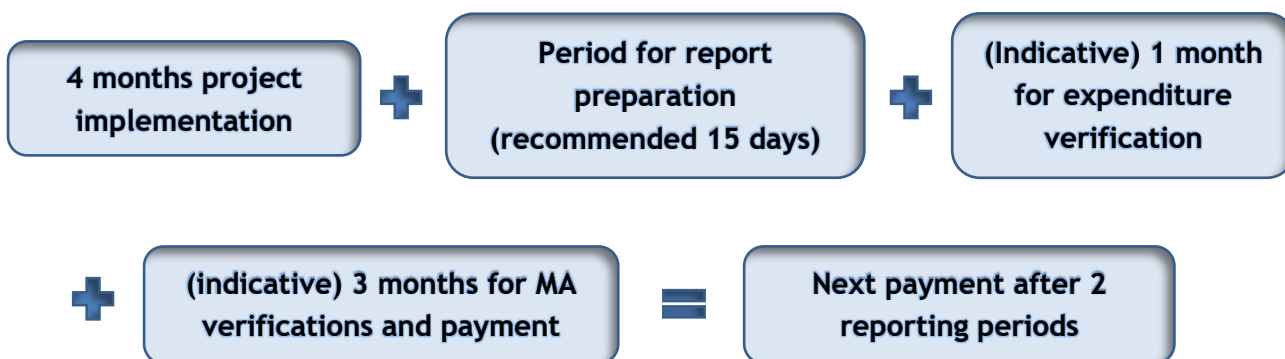 4 months project
implementation
Period for report
preparation
(recommended 15 days)
(Indicative) 1 month
for expenditure
verification
(indicative) 3 months for MA
verifications and payment
Next payment after 2
reporting periods